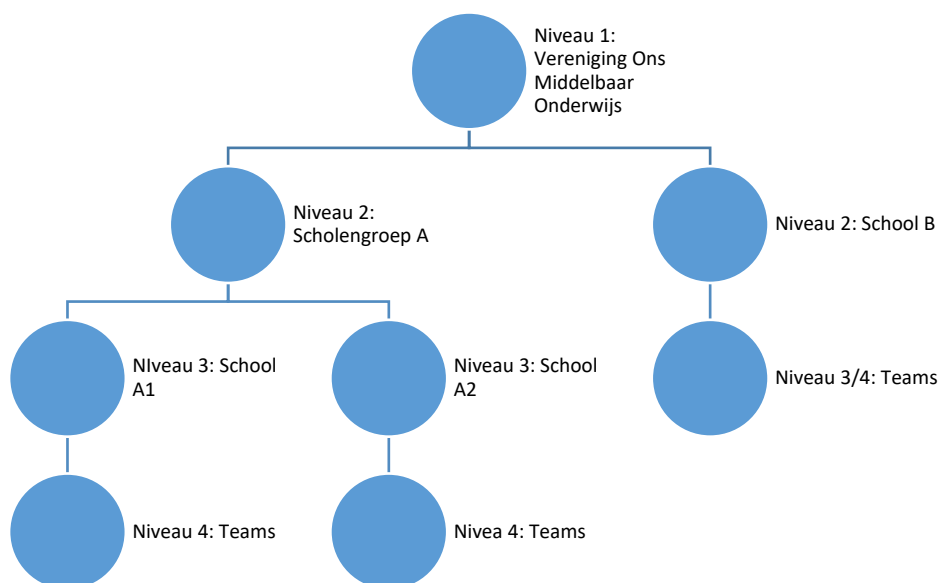 Niveau 1:
Vereniging Ons
Middelbaar
Onderwijs
Niveau 2:
Scholengroep A
Niveau 2: School B
NIveau 3: School
A1
Niveau 3: School
A2
Niveau 3/4: Teams
Niveau 4: Teams
Nivea 4: Teams